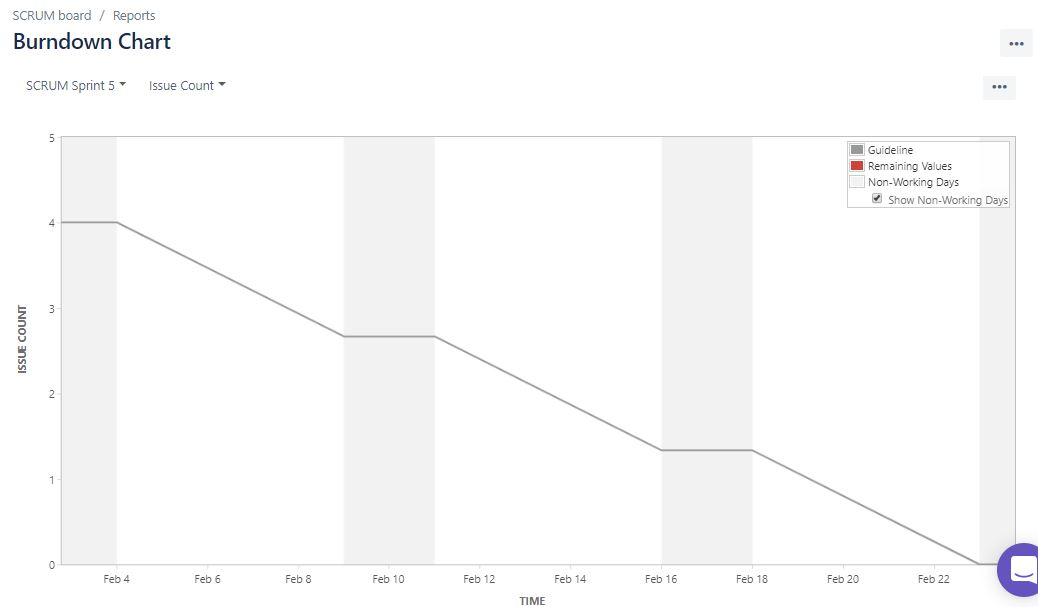 SCRUM board / Reports
Burndown Chart
•••
SCRUM Sprint 5 Issue Count
•••
5
4
3
2
1
0
ISSUE COUNT
Guideline
Remaining Values
Non-Working Days
Show Non-Working Days
Feb 4 Feb 6 Feb 8 Feb 10 Feb 12 Feb 14 Feb 16 Feb 18 Feb 20 Feb 22
TIME